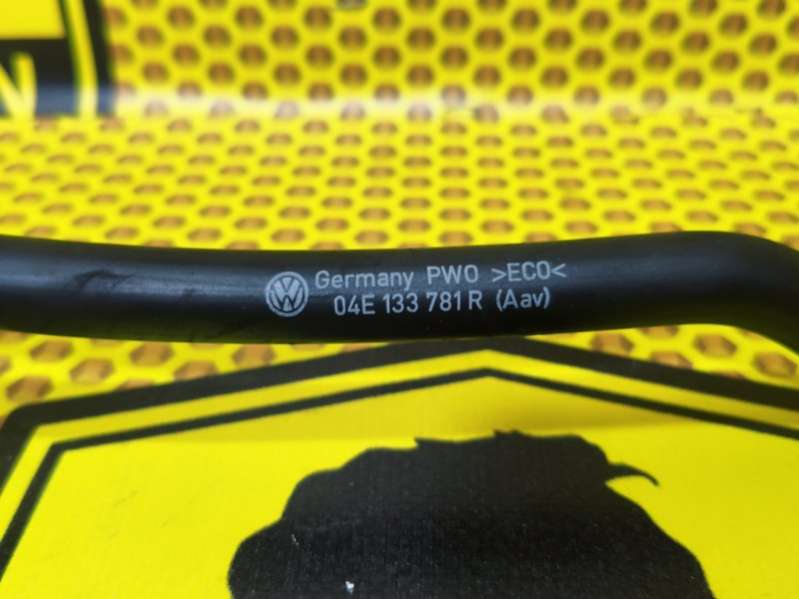 Germany PWO >ECO<
04E 133 781 R (Aav)